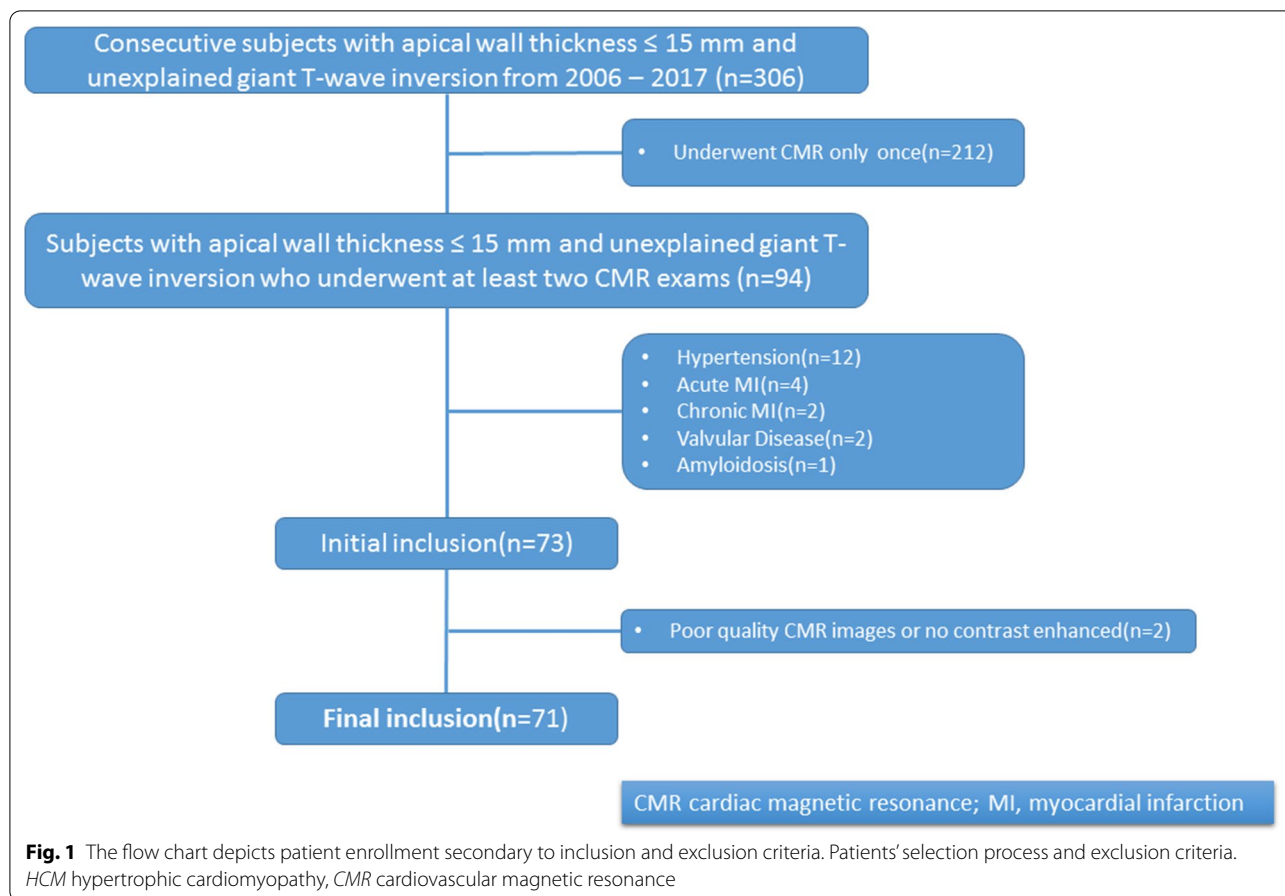 Consecutive subjects with apical wall thickness ≤ 15 mm and
unexplained giant T-wave inversion from 2006 – 2017 (n=306)
• Underwent CMR only once(n=212)
Subjects with apical wall thickness ≤ 15 mm and unexplained giant T-
wave inversion who underwent at least two CMR exams (n=94)
• Hypertension(n=12)
• Acute MI(n=4)
• Chronic MI(n=2)
• Valvular Disease(n=2)
• Amyloidosis(n=1)
Initial inclusion(n=73)
• Poor quality CMR images or no contrast enhanced(n=2)
Final inclusion(n=71)
CMR cardiac magnetic resonance; MI, myocardial infarction
Fig. 1 The flow chart depicts patient enrollment secondary to inclusion and exclusion criteria. Patients’ selection process and exclusion criteria.
HCM hypertrophic cardiomyopathy, CMR cardiovascular magnetic resonance